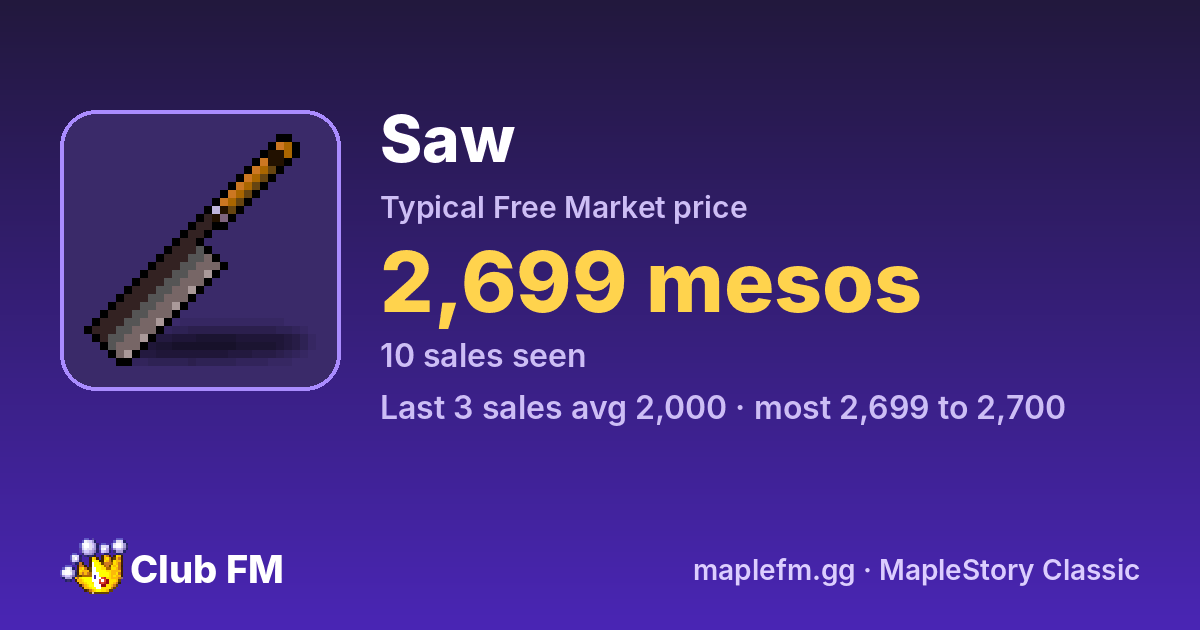 Saw
Typical Free Market price
2,699 mesos
10 sales seen
Last 3 sales avg 2,000 · most 2,699 to 2,700
Club FM
maplefm.gg · MapleStory Classic